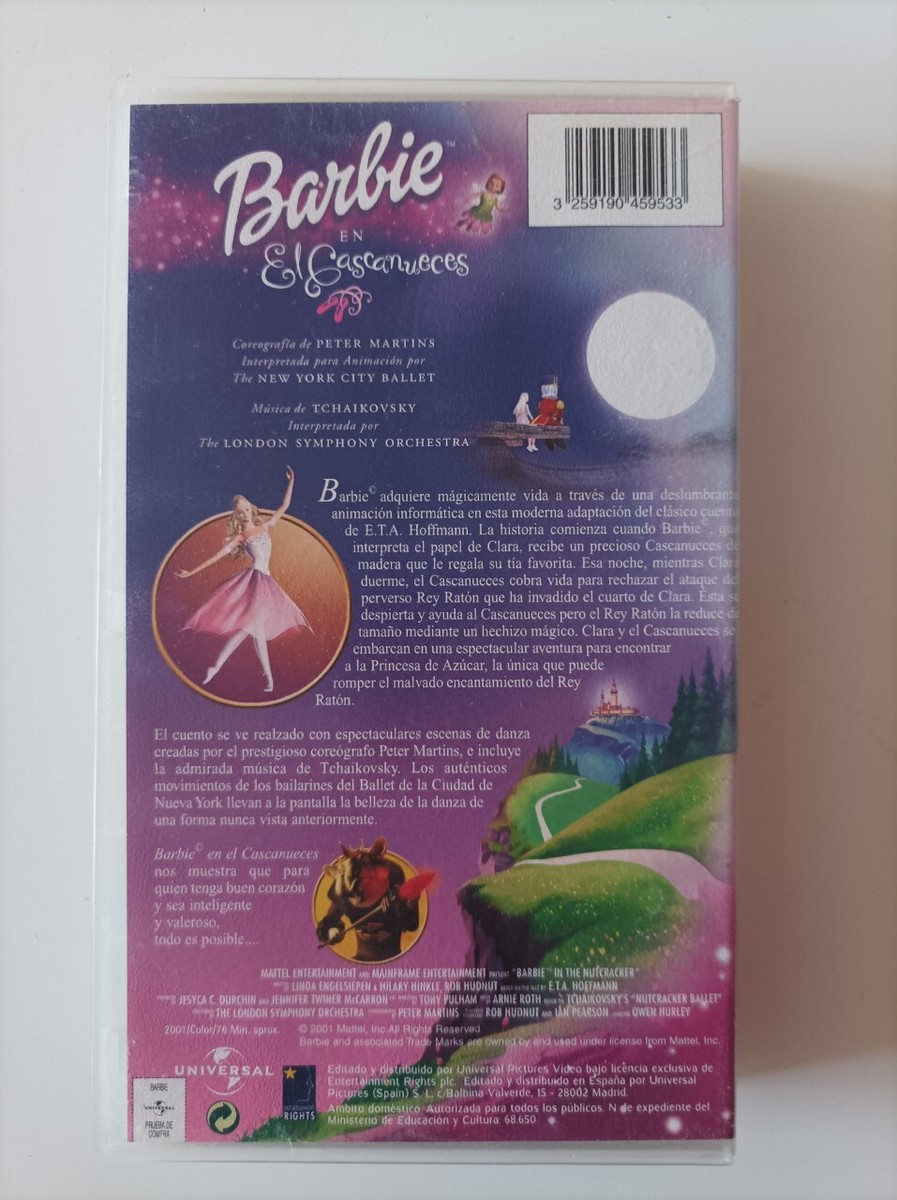 Barbie™
EN
El Cascanueces
3 259190 459533
Coreografía de PETER MARTINS
Interpretada para Animación por
The NEW YORK CITY BALLET
Música de TCHAIKOVSKY
Interpretada por
The LONDON SYMPHONY ORCHESTRA
Barbie© adquiere mágicamente vida a través de una deslumbrante
animación informática en esta moderna adaptación del clásico cuento
de E.T.A. Hoffmann. La historia comienza cuando Barbie©, que
interpreta el papel de Clara, recibe un precioso Cascanueces de
madera que le regala su tía favorita. Esa noche, mientras Clara
duerme, el Cascanueces cobra vida para rechazar el ataque del
perverso Rey Ratón que ha invadido el cuarto de Clara. Esta se
despierta y ayuda al Cascanueces pero el Rey Ratón la reduce de
tamaño mediante un hechizo mágico. Clara y el Cascanueces se
embarcan en una espectacular aventura para encontrar
a la Princesa de Azúcar, la única que puede
romper el malvado encantamiento del Rey
Ratón.
El cuento se ve realzado con espectaculares escenas de danza
creadas por el prestigioso coreógrafo Peter Martins, e incluye
la admirada música de Tchaikovsky. Los auténticos
movimientos de los bailarines del Ballet de la Ciudad de
Nueva York llevan a la pantalla la belleza de la danza de
una forma nunca vista anteriormente.
Barbie© en el Cascanueces
nos muestra que para
quien tenga buen corazón
y sea inteligente
y valeroso,
todo es posible....
MATTEL ENTERTAINMENT AND MAINFRAME ENTERTAINMENT PRESENT "BARBIE™ IN THE NUTCRACKER"
LINDA ENGELSIEPEN & HILARY HINKLE, ROB HUDNUT E.T.A. HOFFMANN
JESYCA C. DURCHIN AND JENNIFER TWINER McCARRON TONY PULHAM ARNIE ROTH TCHAIKOVSKY'S "NUTCRACKER BALLET"
THE LONDON SYMPHONY ORCHESTRA PETER MARTINS ROB HUDNUT AND IAN PEARSON OWEN HURLEY
2001/Color/76 Min. aprox. © 2001 Mattel, Inc. All Rights Reserved.
Barbie and associated Trade Marks are owned by and used under license from Mattel, Inc.
UNIVERSAL
entertainment
RIGHTS
Editado y distribuido por Universal Pictures Video bajo licencia exclusiva de
Entertainment Rights plc. Editado y distribuido en España por Universal
Pictures (Spain) S. L, c/Balbina Valverde, 15 - 28002 Madrid.
Ambito doméstico. Autorizada para todos los públicos. N de expediente del
Ministerio de Educación y Cultura: 68.650
BARBIE
UNIVERSAL
PRUEBA DE
COMPRA